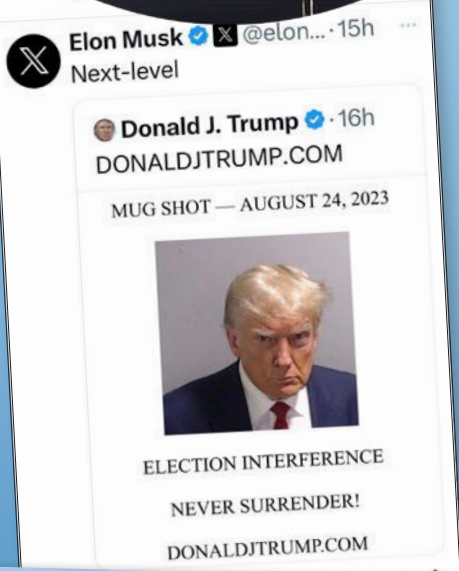 Elon Musk X @elon... · 15h ...
Next-level
Donald J. Trump · 16h
DONALDJTRUMP.COM
MUG SHOT — AUGUST 24, 2023
ELECTION INTERFERENCE
NEVER SURRENDER!
DONALDJTRUMP.COM